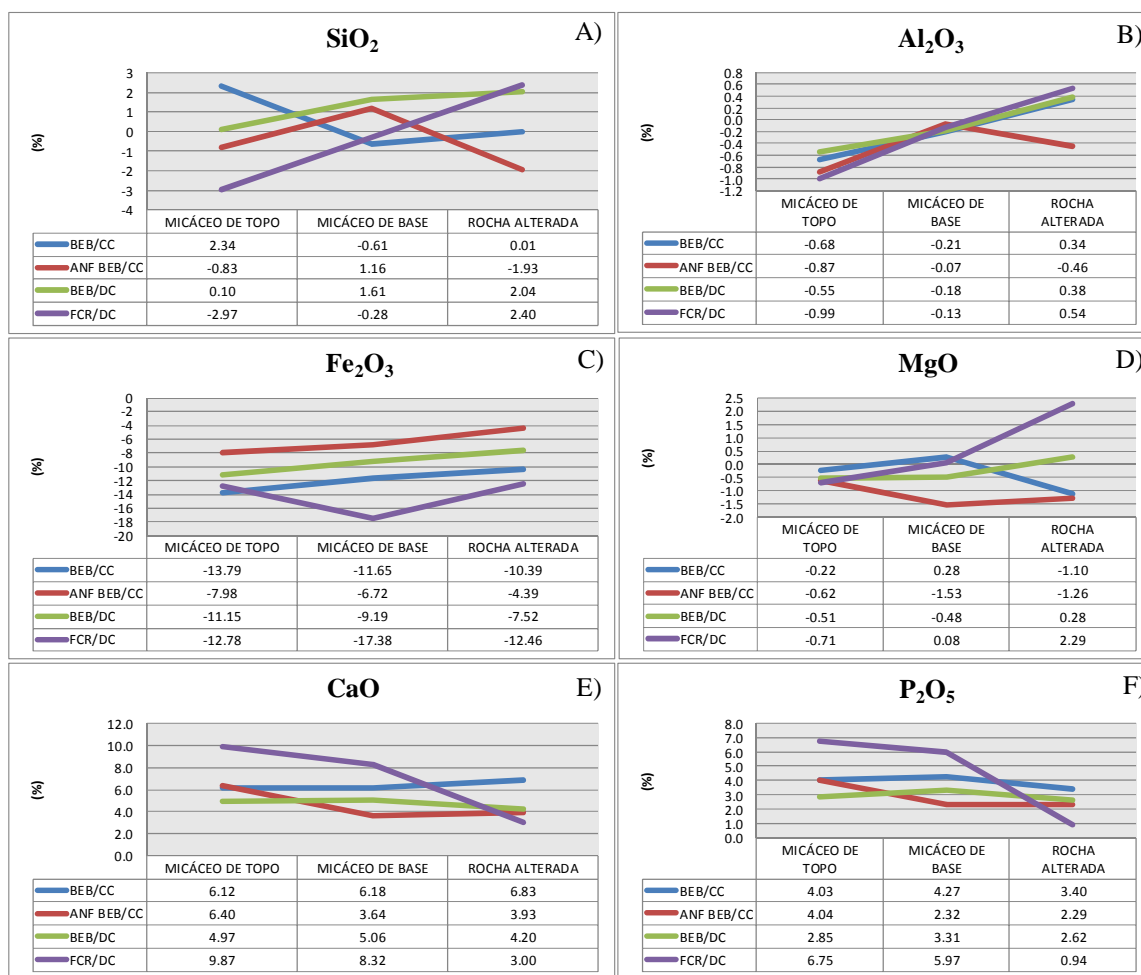 A)
SiO₂
(%)
3
2
1
0
-1
-2
-3
-4
MICÁCEO DE TOPO MICÁCEO DE BASE ROCHA ALTERADA
BEB/CC 2.34 -0.61 0.01
ANF BEB/CC -0.83 1.16 -1.93
BEB/DC 0.10 1.61 2.04
FCR/DC -2.97 -0.28 2.40
B)
Al₂O₃
(%)
0.8
0.6
0.4
0.2
0.0
-0.2
-0.4
-0.6
-0.8
-1.0
-1.2
MICÁCEO DE MICÁCEO DE ROCHA
TOPO BASE ALTERADA
BEB/CC -0.68 -0.21 0.34
ANF BEB/CC -0.87 -0.07 -0.46
BEB/DC -0.55 -0.18 0.38
FCR/DC -0.99 -0.13 0.54
C)
Fe₂O₃
(%)
0
-2
-4
-6
-8
-10
-12
-14
-16
-18
-20
MICÁCEO DE TOPO MICÁCEO DE BASE ROCHA ALTERADA
BEB/CC -13.79 -11.65 -10.39
ANF BEB/CC -7.98 -6.72 -4.39
BEB/DC -11.15 -9.19 -7.52
FCR/DC -12.78 -17.38 -12.46
D)
MgO
(%)
2.5
2.0
1.5
1.0
0.5
0.0
-0.5
-1.0
-1.5
-2.0
MICÁCEO DE MICÁCEO DE ROCHA
TOPO BASE ALTERADA
BEB/CC -0.22 0.28 -1.10
ANF BEB/CC -0.62 -1.53 -1.26
BEB/DC -0.51 -0.48 0.28
FCR/DC -0.71 0.08 2.29
E)
CaO
(%)
12.0
10.0
8.0
6.0
4.0
2.0
0.0
MICÁCEO DE TOPO MICÁCEO DE BASE ROCHA ALTERADA
BEB/CC 6.12 6.18 6.83
ANF BEB/CC 6.40 3.64 3.93
BEB/DC 4.97 5.06 4.20
FCR/DC 9.87 8.32 3.00
F)
P₂O₅
(%)
8.0
7.0
6.0
5.0
4.0
3.0
2.0
1.0
0.0
MICÁCEO DE MICÁCEO DE ROCHA
TOPO BASE ALTERADA
BEB/CC 4.03 4.27 3.40
ANF BEB/CC 4.04 2.32 2.29
BEB/DC 2.85 3.31 2.62
FCR/DC 6.75 5.97 0.94